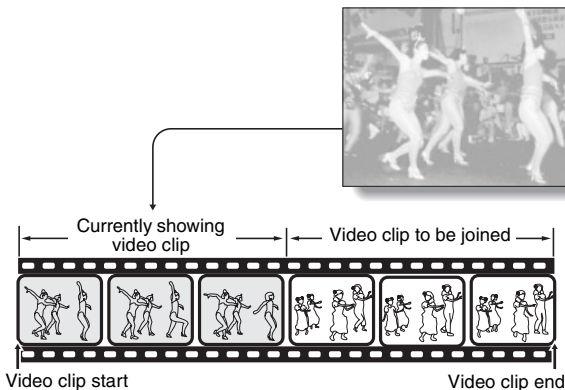 Currently showing
video clip
Video clip to be joined
Video clip start
Video clip end